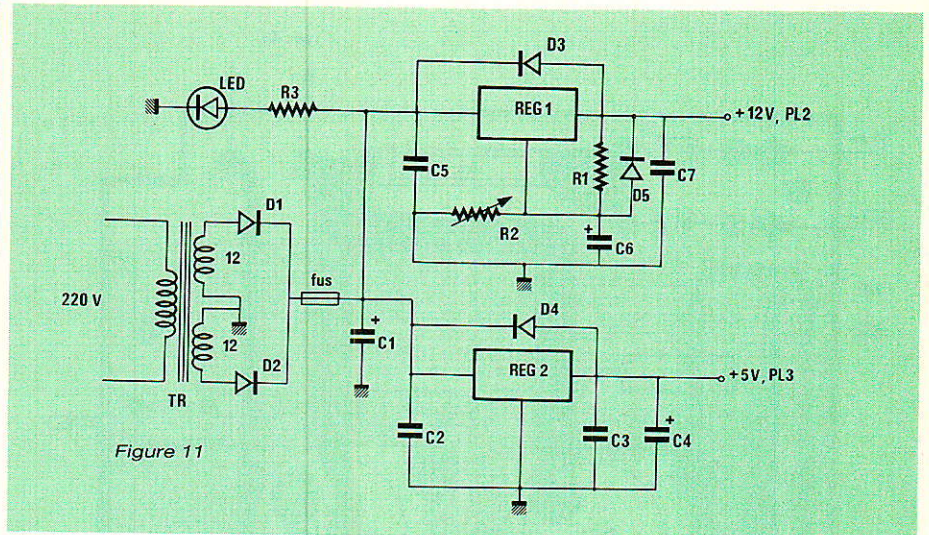 D3
LED
R3
REG 1
+12V, PL2
C5
R1
D5
C7
R2
+
C6
D1
12
220 V
fus
D4
+
C1
12
D2
REG 2
+5V, PL3
TR
+
C2
C3
C4
Figure 11